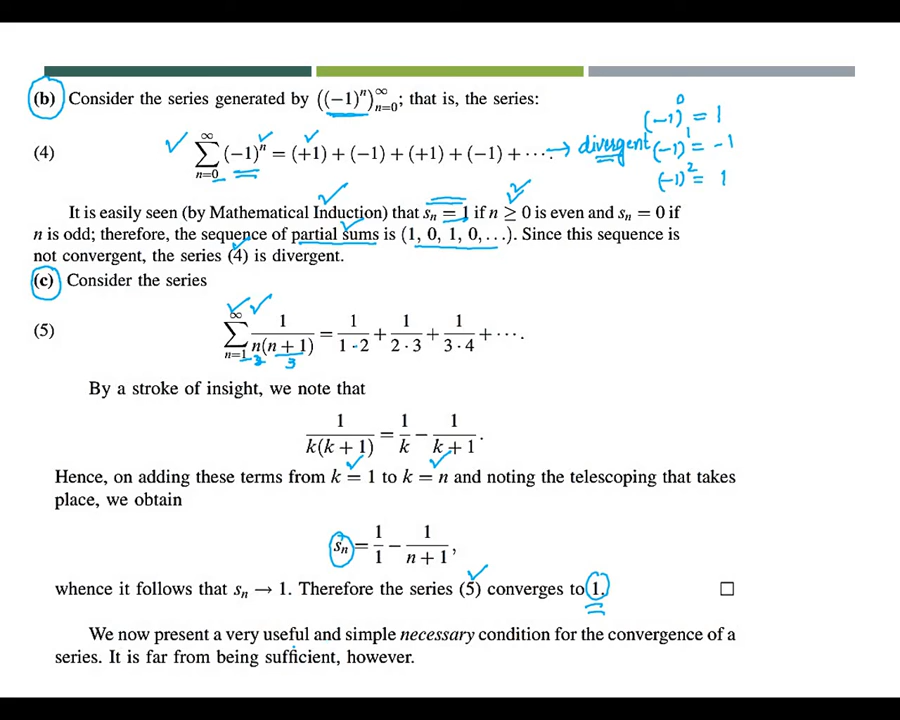 (b) Consider the series generated by ((−1)ⁿ)∞n=0; that is, the series:
(−1)⁰ = 1
(4) ∞∑n=0 (−1)ⁿ = (+1) + (−1) + (+1) + (−1) + ⋯. → divergent (−1)¹ = −1
(−1)² = 1
It is easily seen (by Mathematical Induction) that sₙ = 1 if n ≥ 0 is even and sₙ = 0 if
n is odd; therefore, the sequence of partial sums is (1, 0, 1, 0, …). Since this sequence is
not convergent, the series (4) is divergent.
(c) Consider the series
(5) ∞∑n=1 1/n(n + 1) = 1/1 · 2 + 1/2 · 3 + 1/3 · 4 + ⋯.
3
By a stroke of insight, we note that
1/k(k + 1) = 1/k − 1/k + 1.
Hence, on adding these terms from k = 1 to k = n and noting the telescoping that takes
place, we obtain
sₙ = 1/1 − 1/n + 1,
whence it follows that sₙ → 1. Therefore the series (5) converges to 1. □
We now present a very useful and simple necessary condition for the convergence of a
series. It is far from being sufficient, however.